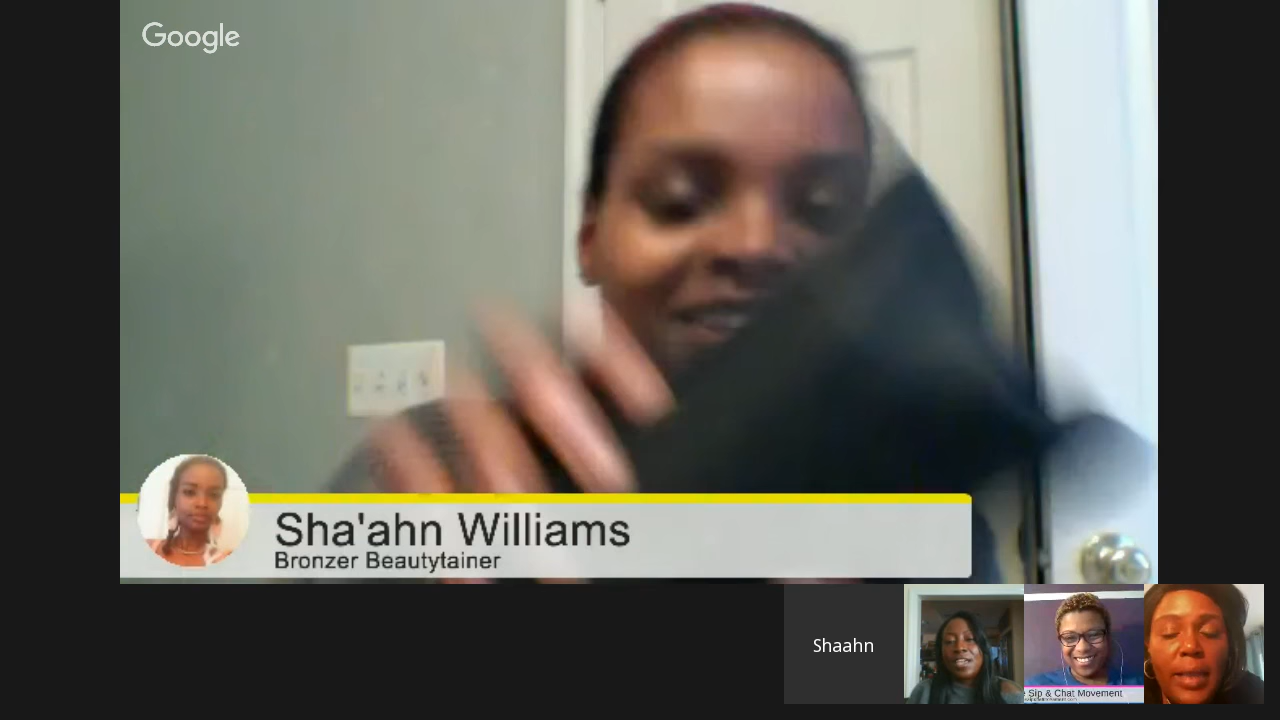 Google
Sha'ahn Williams
Bronzer Beautytainer
Shaahn
Sip & Chat Movement